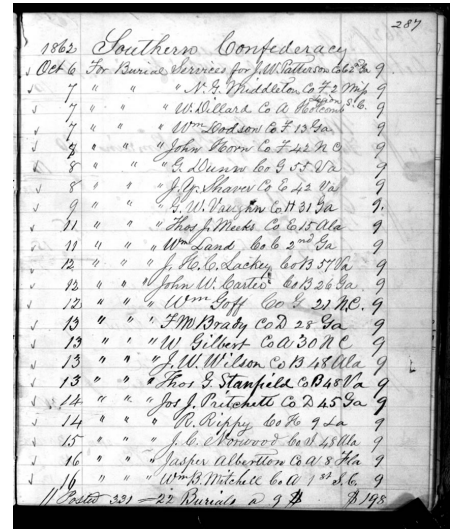 287
1862 Southern Confederacy
Oct 6 For Burial Services for J. W. Patterson Co C 2d Ga 9
7 " " " N. G. Middleton Co F 2 Miss 9
7 " " " W. Dillard Co A Holcomb Legion S. C. 9
7 " " " Wm Dodson Co F 13 Ga 9
7 " " " John Horn Co F 42 N C 9
8 " " " G. Dunn Co G 55 Va 9
8 " " " J. Y. Shaver Co C 42 Va 9
9 " " " G. W. Vaughn Co H 31 Ga 9.
11 " " " Thos J. Meeks Co E 15 Ala 9
11 " " " Wm Land Co C 2nd Ga 9
12 " " " J. H. C. Lackey Co B 57 Va 9
12 " " " John W. Carter Co B 26 Ga 9
12 " " " Wm Goff Co G 21 N.C. 9
13 " " " F. M. Brady Co D 28 Ga 9
13 " " " W Gilbert Co A 30 N C 9
13 " " " J. W. Wilson Co B 48 Ala 9
13 " " " Thos G. Stanfield Co B 48 Va 9
14 " " " Jos J. Pritchett Co D 45 Ga 9
14 " " " R. Rippy Co H 9 La 9
15 " " " J. C. Norwood Co I. 48 Ala 9
16 " " " Jasper Albertton Co A 8 Fla 9
16 " " " Wm B. Mitchell Co A 1st S. C. 9
// Posted 331 — 22 Burials a 9 $ $198